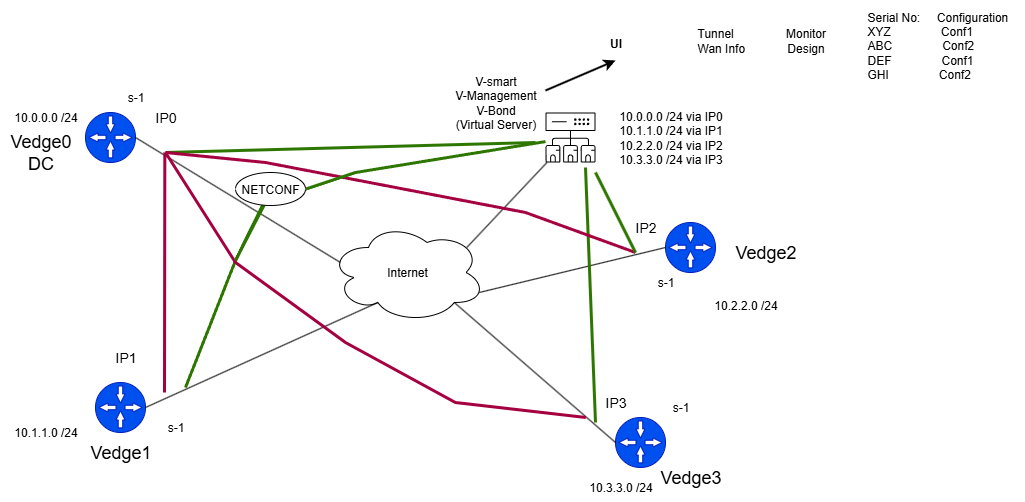 Serial No: Configuration
XYZ Conf1
ABC Conf2
DEF Conf1
GHI Conf2
Tunnel Monitor
Wan Info Design
UI
V-smart
V-Management
V-Bond
(Virtual Server)
10.0.0.0 /24 via IP0
10.1.1.0 /24 via IP1
10.2.2.0 /24 via IP2
10.3.3.0 /24 via IP3
s-1
10.0.0.0 /24
IP0
Vedge0
DC
NETCONF
IP2
Vedge2
s-1
10.2.2.0 /24
Internet
IP1
10.1.1.0 /24
s-1
Vedge1
IP3
s-1
Vedge3
10.3.3.0 /24